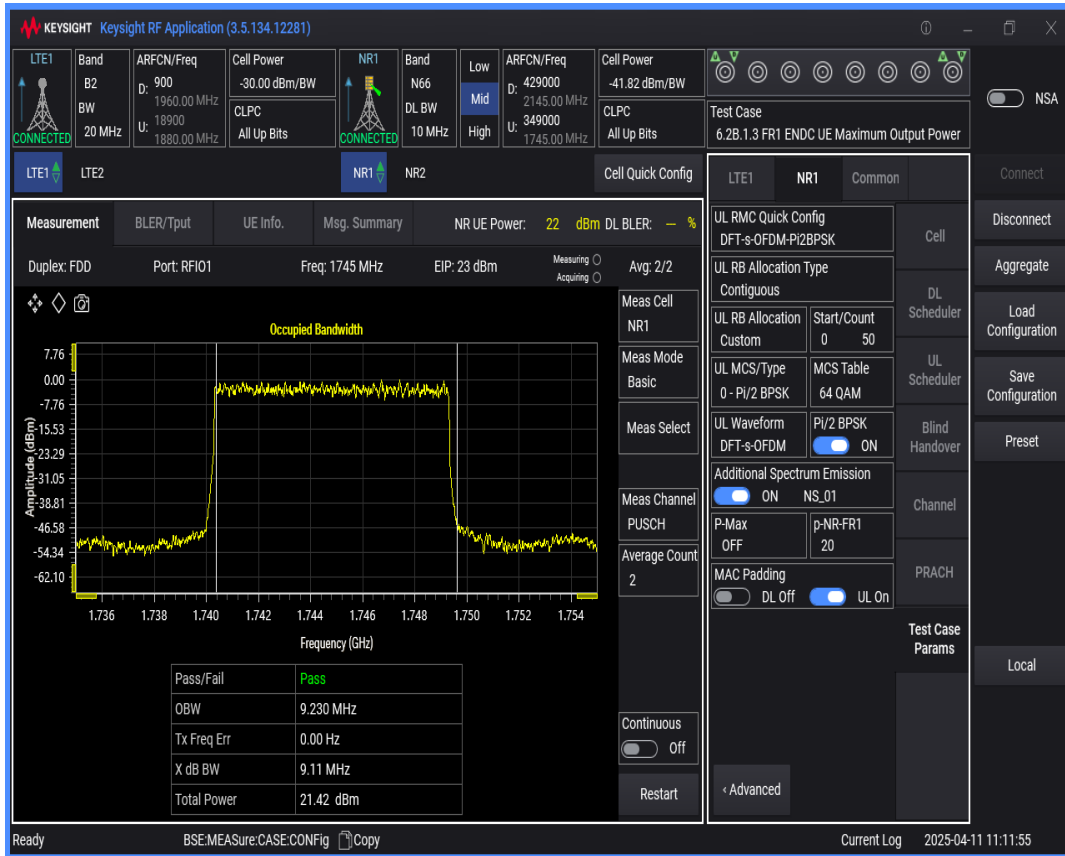 KEYSIGHT Keysight RF Application (3.5.134.12281)
LTE1
CONNECTED
Band
B2
BW
20 MHz
ARFCN/Freq
D: 900
1960.00 MHz
U: 18900
1880.00 MHz
Cell Power
-30.00 dBm/BW
CLPC
All Up Bits
NR1
CONNECTED
Band
N66
DL BW
10 MHz
Low
Mid
High
ARFCN/Freq
D: 429000
2145.00 MHz
U: 349000
1745.00 MHz
Cell Power
-41.82 dBm/BW
CLPC
All Up Bits
Test Case
6.2B.1.3 FR1 ENDC UE Maximum Output Power
NSA
LTE1 LTE2 NR1 NR2 Cell Quick Config
Measurement BLER/Tput UE Info. Msg. Summary NR UE Power: 22 dBm DL BLER: -- %
Duplex: FDD Port: RFIO1 Freq: 1745 MHz EIP: 23 dBm Measuring Avg: 2/2
Acquiring
Occupied Bandwidth
Amplitude (dBm)
7.76
0.00
-7.76
-15.53
-23.29
-31.05
-38.81
-46.58
-54.34
-62.10
1.736 1.738 1.740 1.742 1.744 1.746 1.748 1.750 1.752 1.754
Frequency (GHz)
Pass/Fail Pass
OBW 9.230 MHz
Tx Freq Err 0.00 Hz
X dB BW 9.11 MHz
Total Power 21.42 dBm
Meas Cell
NR1
Meas Mode
Basic
Meas Select
Meas Channel
PUSCH
Average Count
2
Continuous
Off
Restart
LTE1 NR1 Common
UL RMC Quick Config
DFT-s-OFDM-Pi2BPSK
UL RB Allocation Type
Contiguous
UL RB Allocation
Custom
Start/Count
0 50
UL MCS/Type
0 - Pi/2 BPSK
MCS Table
64 QAM
UL Waveform
DFT-s-OFDM
Pi/2 BPSK
ON
Additional Spectrum Emission
ON NS_01
P-Max
OFF
p-NR-FR1
20
MAC Padding
DL Off UL On
‹ Advanced
Cell
DL
Scheduler
UL
Scheduler
Blind
Handover
Channel
PRACH
Test Case
Params
Connect
Disconnect
Aggregate
Load
Configuration
Save
Configuration
Preset
Local
Ready BSE:MEASure:CASE:CONFig Copy Current Log 2025-04-11 11:11:55